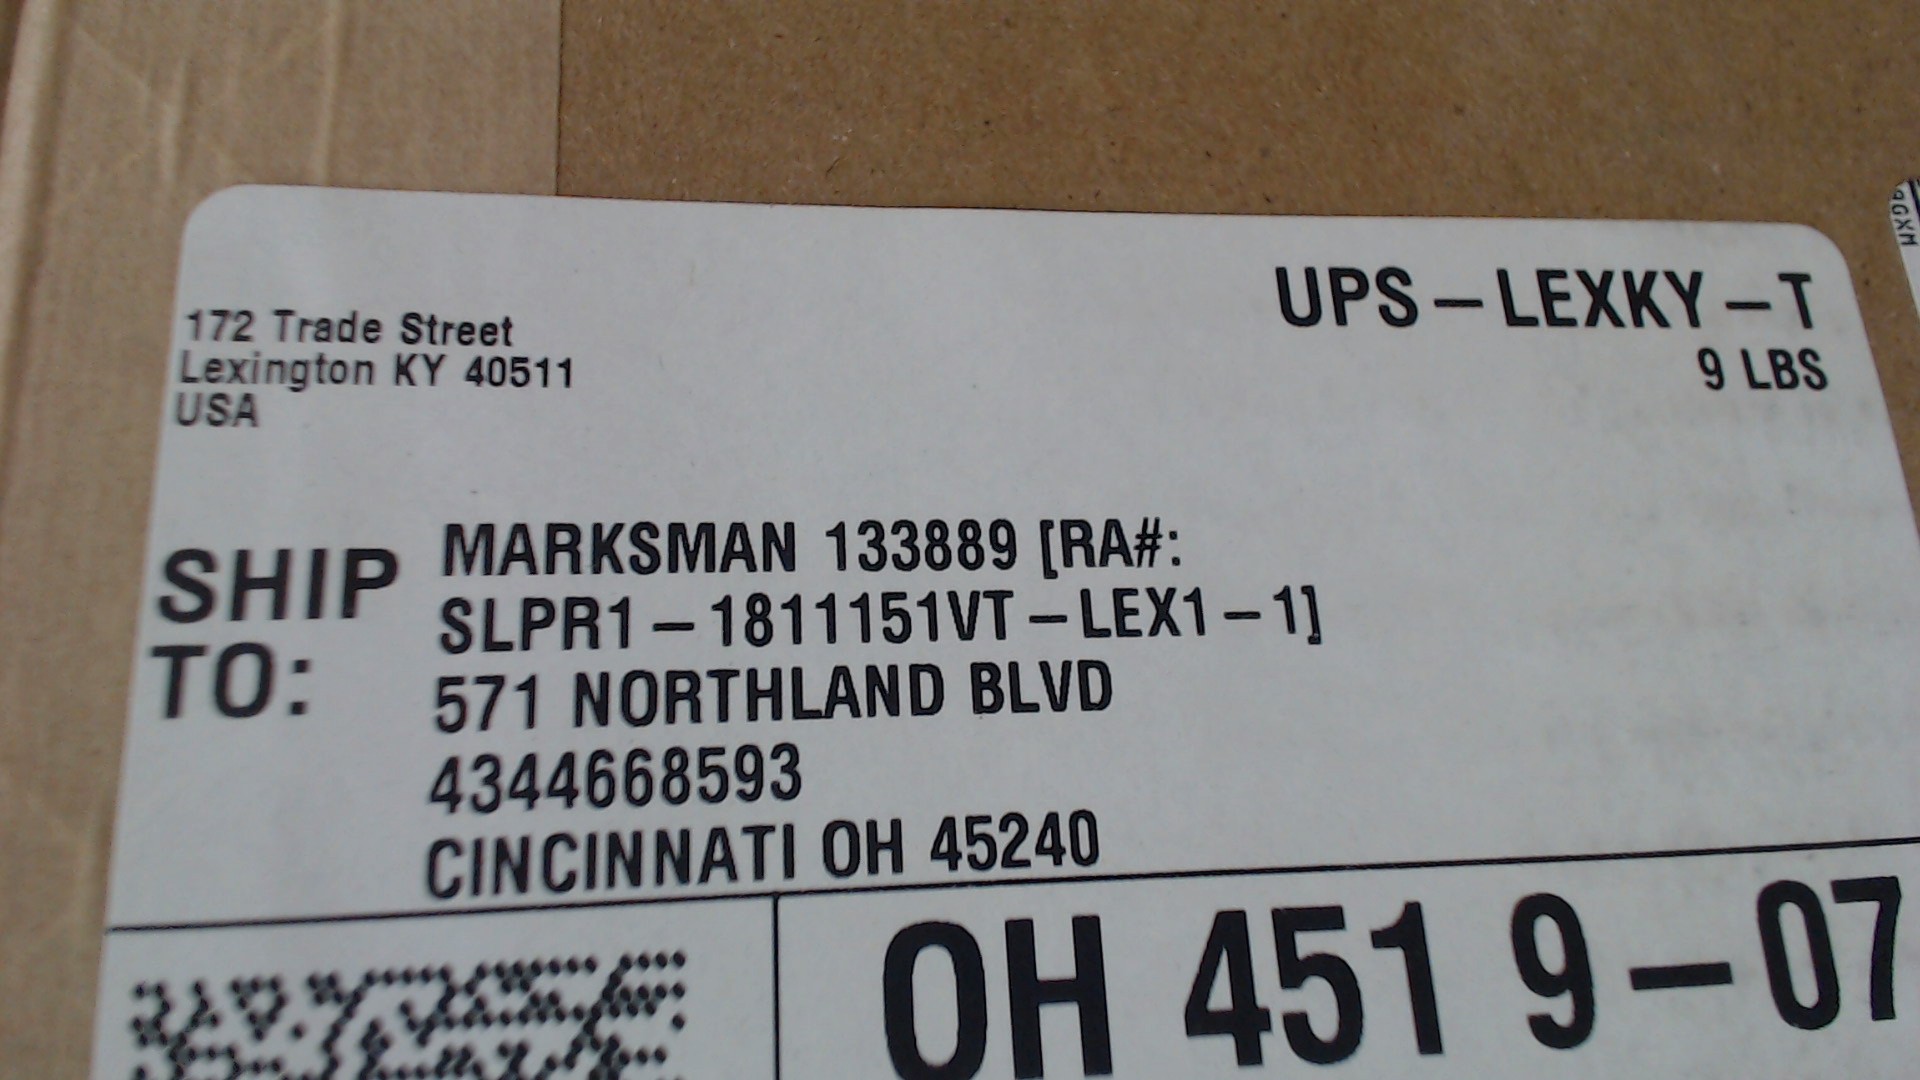 172 Trade Street
Lexington KY 40511
USA
UPS-LEXKY-T
9 LBS
SHIP TO:
MARKSMAN 133889 [RA#:
SLPR1-1811151VT-LEX1-1]
571 NORTHLAND BLVD
4344668593
CINCINNATI OH 45240
OH 451 9-07